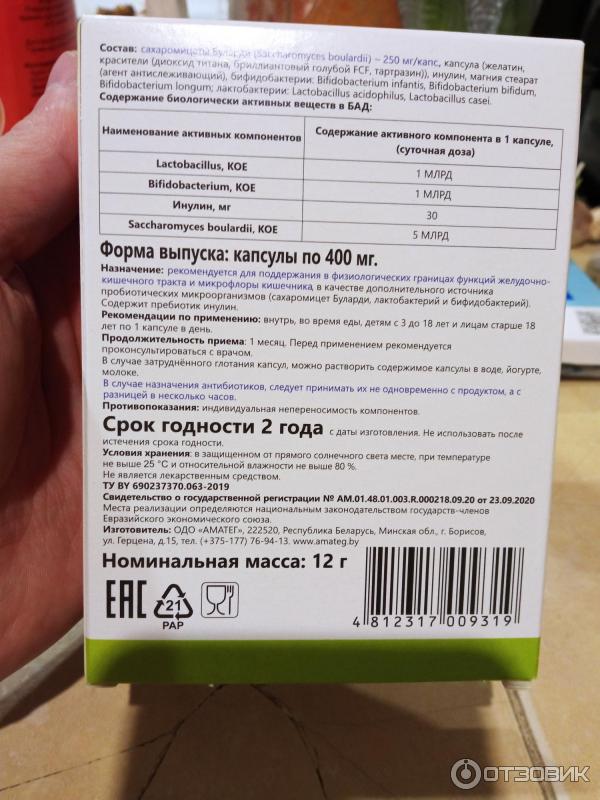 Состав: сахаромицеты Буларди (Saccharomyces boulardii) – 250 мг/капс, капсула (желатин,
красители (диоксид титана, бриллиантовый голубой FCF, тартразин)), инулин, магния стеарат
(агент антислеживающий), бифидобактерии: Bifidobacterium infantis, Bifidobacterium bifidum,
Bifidobacterium longum; лактобактерии: Lactobacillus acidophilus, Lactobacillus casei.
Содержание биологически активных веществ в БАД:
Наименование активных компонентов
Содержание активного компонента в 1 капсуле,
(суточная доза)
Lactobacillus, КОЕ
1 МЛРД
Bifidobacterium, КОЕ
1 МЛРД
Инулин, мг
30
Saccharomyces boulardii, КОЕ
5 МЛРД
Форма выпуска: капсулы по 400 мг.
Назначение: рекомендуется для поддержания в физиологических границах функций желудочно-
кишечного тракта и микрофлоры кишечника, в качестве дополнительного источника
пробиотических микроорганизмов (сахаромицет Буларди, лактобактерий и бифидобактерий).
Содержит пребиотик инулин.
Рекомендации по применению: внутрь, во время еды, детям с 3 до 18 лет и лицам старше 18
лет по 1 капсуле в день.
Продолжительность приема: 1 месяц. Перед применением рекомендуется
проконсультироваться с врачом.
В случае затруднённого глотания капсул, можно растворить содержимое капсулы в воде, йогурте,
молоке.
В случае назначения антибиотиков, следует принимать их не одновременно с продуктом, а с
разницей в несколько часов.
Противопоказания: индивидуальная непереносимость компонентов.
Срок годности 2 года с даты изготовления. Не использовать после
истечения срока годности.
Условия хранения: в защищенном от прямого солнечного света месте, при температуре
не выше 25 °С и относительной влажности не выше 80 %.
Не является лекарственным средством.
ТУ BY 690237370.063-2019
Свидетельство о государственной регистрации № AM.01.48.01.003.R.000218.09.20 от 23.09.2020
Места реализации определяются национальным законодательством государств-членов
Евразийского экономического союза.
Изготовитель: ОДО «АМАТЕГ», 222520, Республика Беларусь, Минская обл., г. Борисов,
ул. Герцена, д.15, тел. (+375-177) 76-94-13. www.amateg.by
Номинальная масса: 12 г
ЕАС
21
PAP
4 812317 009319
ОТЗОВИК